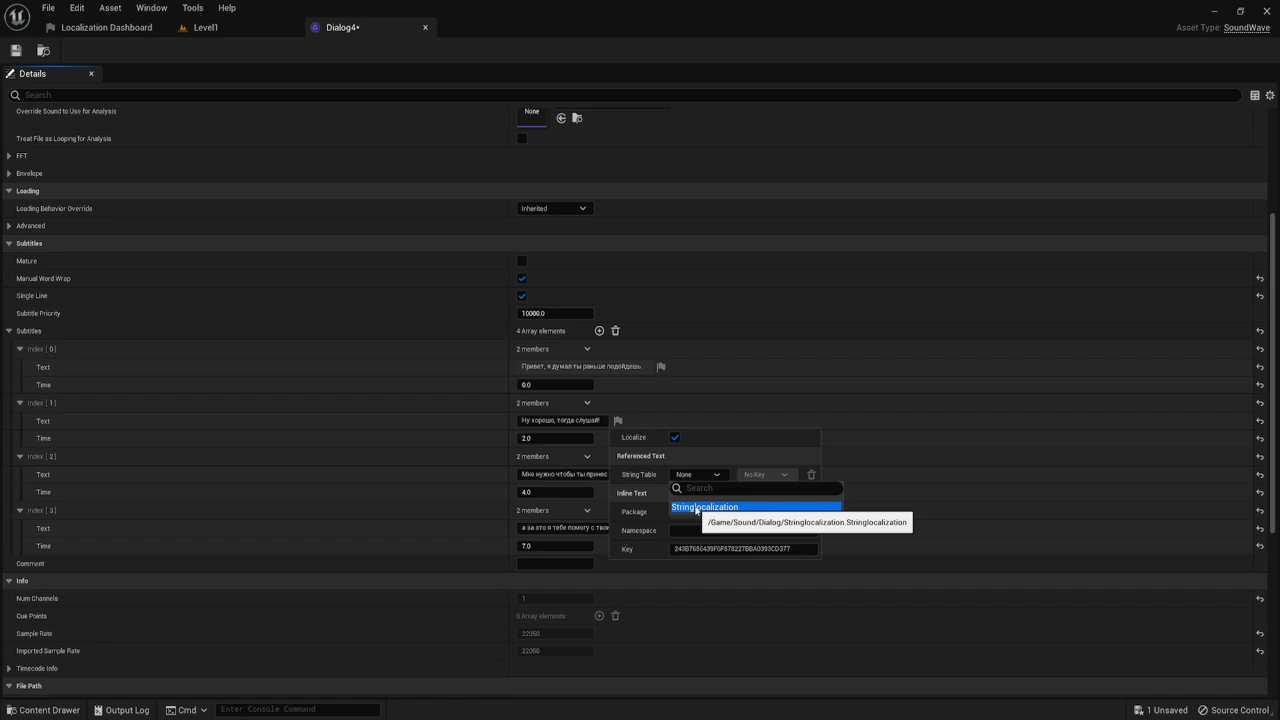 File Edit Asset Window Tools Help
Localization Dashboard Level1 Dialog4• Asset Type: SoundWave
Details
Search
Override Sound to Use for Analysis None
Treat File as Looping for Analysis
FFT
Envelope
Loading
Loading Behavior Override Inherited
Advanced
Subtitles
Mature
Manual Word Wrap
Single Line
Subtitle Priority 10000.0
Subtitles 4 Array elements
Index [ 0 ] 2 members
Text Привет, я думал ты раньше подойдешь.
Time 0.0
Index [ 1 ] 2 members
Text Ну хорошо, тогда слушай!
Time 2.0 Localize
Index [ 2 ] 2 members Referenced Text
Text Мне нужно чтобы ты принес String Table None No Key
Search
Time 4.0 Inline Text
Stringlocalization
Index [ 3 ] 2 members Package
/Game/Sound/Dialog/Stringlocalization.Stringlocalization
Text а за это я тебе помогу с твои Namespace
Time 7.0 Key
Comment
Info
Num Channels 1
Cue Points 0 Array elements
Sample Rate 22050
Imported Sample Rate 22050
Timecode Info
File Path
Content Drawer Output Log Cmd Enter Console Command 1 Unsaved Source Control